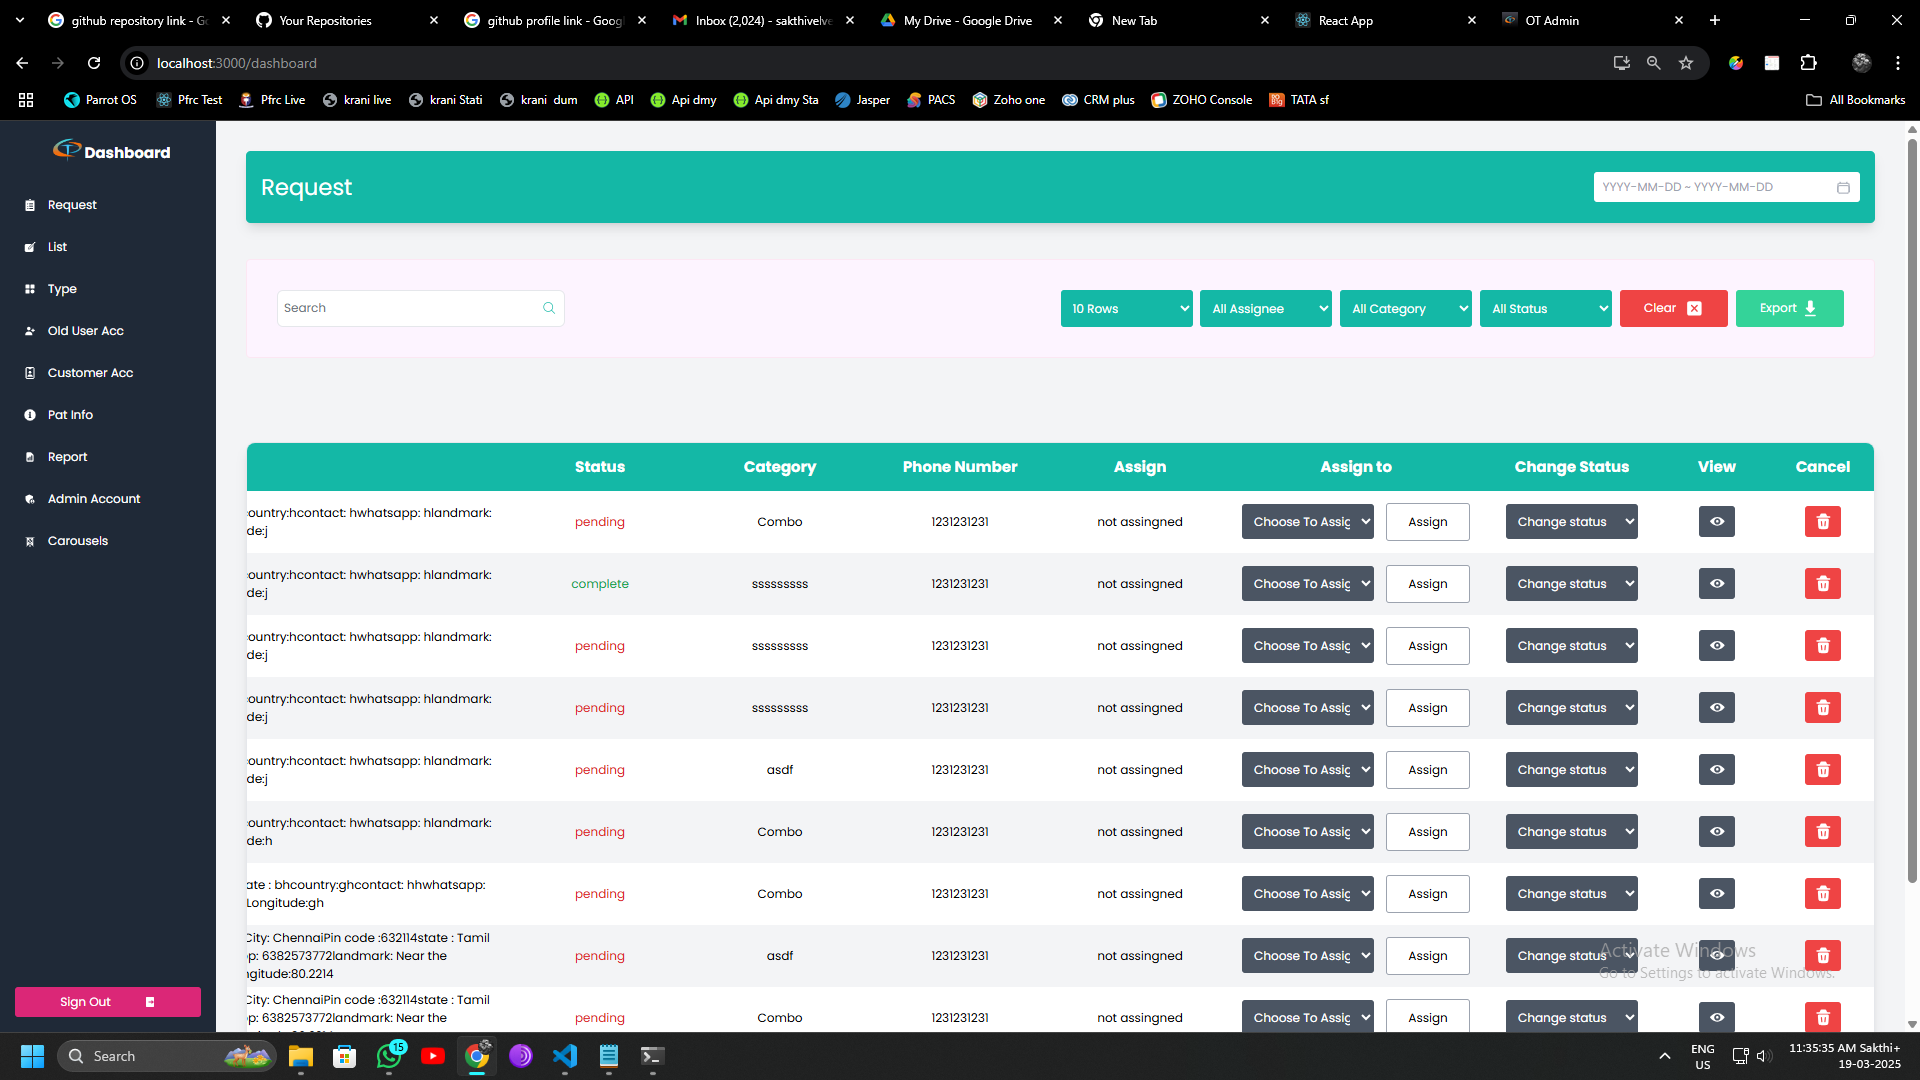 github repository link - Go
Your Repositories
github profile link - Goog
Inbox (2,024) - sakthivelve
My Drive - Google Drive
New Tab
React App
OT Admin
localhost:3000/dashboard
Parrot OS
Pfrc Test
Pfrc Live
krani live
krani Stati
krani dum
API
Api dmy
Api dmy Sta
Jasper
PACS
Zoho one
CRM plus
ZOHO Console
TATA sf
All Bookmarks
Dashboard
Request
List
Type
Old User Acc
Customer Acc
Pat Info
Report
Admin Account
Carousels
Sign Out
Request
YYYY-MM-DD ~ YYYY-MM-DD
Search
10 Rows
All Assignee
All Category
All Status
Clear
Export
Status Category Phone Number Assign Assign to Change Status View Cancel
ountry:hcontact: hwhatsapp: hlandmark:
de:j
pending Combo 1231231231 not assingned Choose To Assig Assign Change status
ountry:hcontact: hwhatsapp: hlandmark:
de:j
complete sssssssss 1231231231 not assingned Choose To Assig Assign Change status
ountry:hcontact: hwhatsapp: hlandmark:
de:j
pending sssssssss 1231231231 not assingned Choose To Assig Assign Change status
ountry:hcontact: hwhatsapp: hlandmark:
de:j
pending sssssssss 1231231231 not assingned Choose To Assig Assign Change status
ountry:hcontact: hwhatsapp: hlandmark:
de:j
pending asdf 1231231231 not assingned Choose To Assig Assign Change status
ountry:hcontact: hwhatsapp: hlandmark:
de:h
pending Combo 1231231231 not assingned Choose To Assig Assign Change status
ate : bhcountry:ghcontact: hhwhatsapp:
Longitude:gh
pending Combo 1231231231 not assingned Choose To Assig Assign Change status
City: ChennaiPin code :632114state : Tamil
p: 6382573772landmark: Near the
ngitude:80.2214
pending asdf 1231231231 not assingned Choose To Assig Assign Change status
City: ChennaiPin code :632114state : Tamil
p: 6382573772landmark: Near the
pending Combo 1231231231 not assingned Choose To Assig Assign Change status
Activate Windows
Go to Settings to activate Windows.
Search
15
ENG
US
11:35:35 AM Sakthi+
19-03-2025